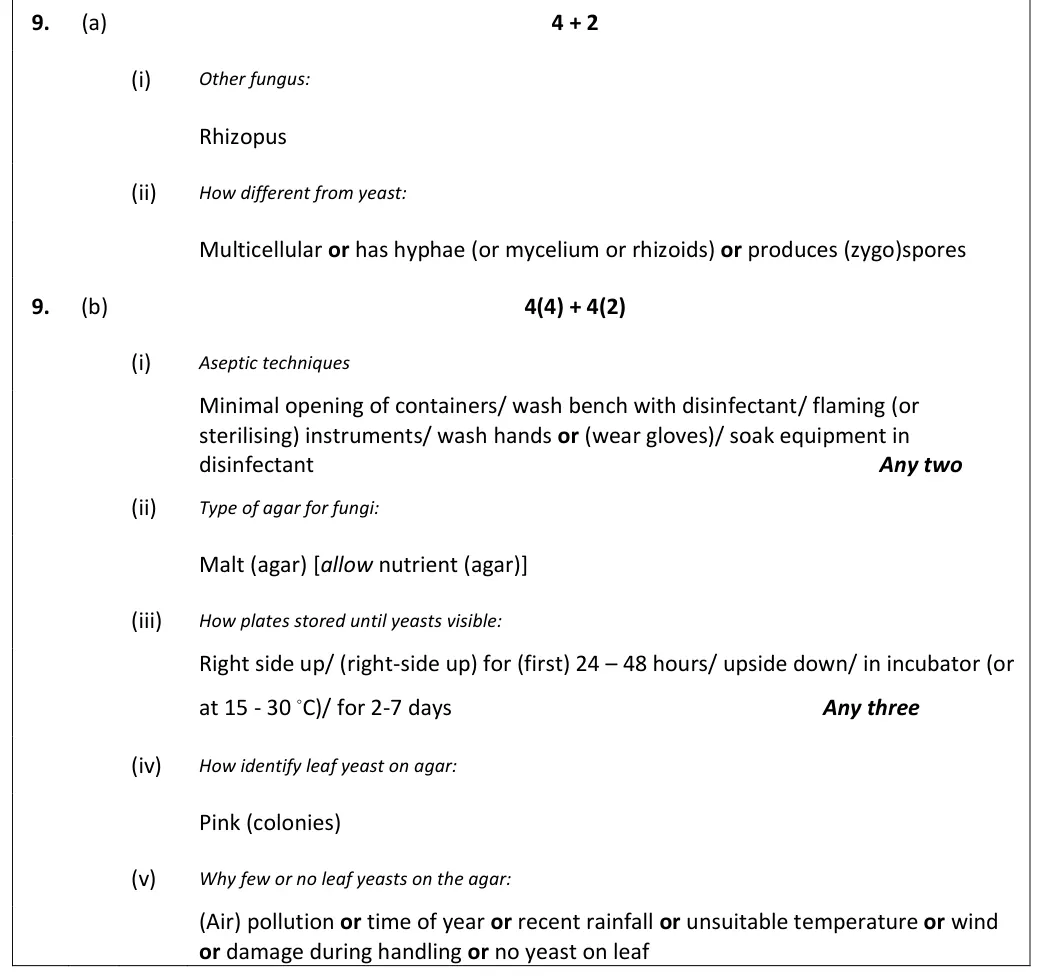 9. (a) 4 + 2
(i) Other fungus:
Rhizopus
(ii) How different from yeast:
Multicellular or has hyphae (or mycelium or rhizoids) or produces (zygo)spores
9. (b) 4(4) + 4(2)
(i) Aseptic techniques
Minimal opening of containers/ wash bench with disinfectant/ flaming (or
sterilising) instruments/ wash hands or (wear gloves)/ soak equipment in
disinfectant Any two
(ii) Type of agar for fungi:
Malt (agar) [allow nutrient (agar)]
(iii) How plates stored until yeasts visible:
Right side up/ (right-side up) for (first) 24 – 48 hours/ upside down/ in incubator (or
at 15 - 30 °C)/ for 2-7 days Any three
(iv) How identify leaf yeast on agar:
Pink (colonies)
(v) Why few or no leaf yeasts on the agar:
(Air) pollution or time of year or recent rainfall or unsuitable temperature or wind
or damage during handling or no yeast on leaf